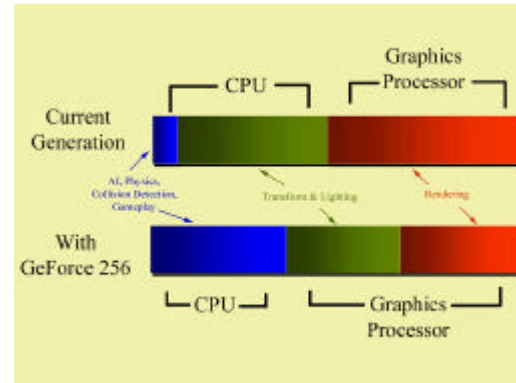 Graphics
Processor
CPU
Current
Generation
AI, Physics,
Collision Detection,
Gameplay
Transform & Lighting
Rendering
With
GeForce 256
CPU
Graphics
Processor